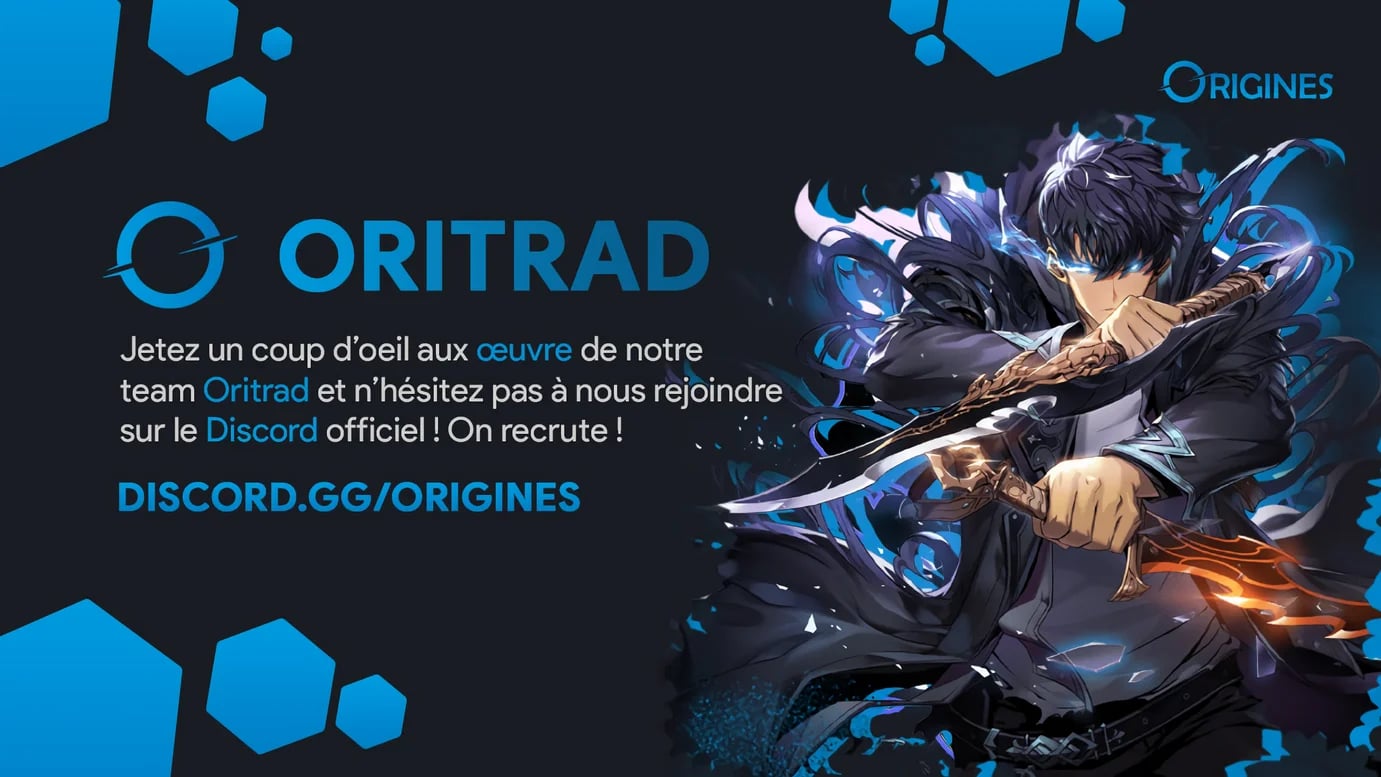 ORIGINES
ORITRAD
Jetez un coup d’oeil aux œuvre de notre
team Oritrad et n’hésitez pas à nous rejoindre
sur le Discord officiel ! On recrute !
DISCORD.GG/ORIGINES